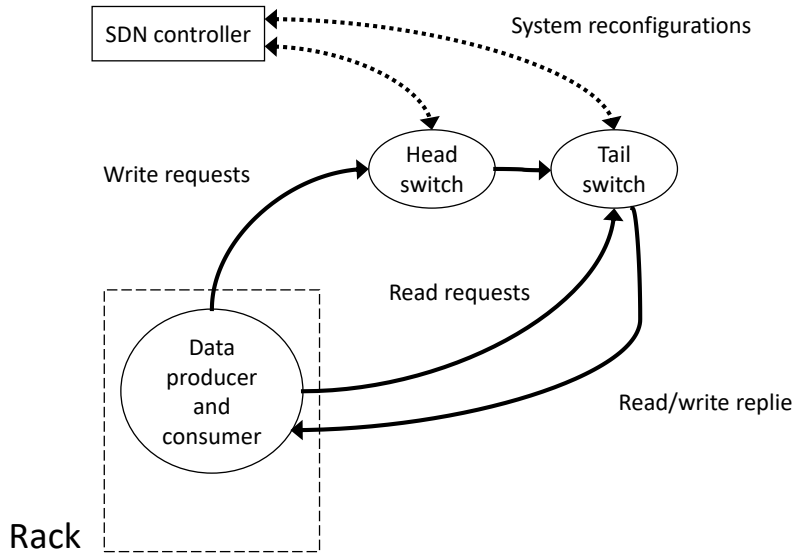 SDN controller
System reconfigurations
Head
switch
Tail
switch
Write requests
Read requests
Data
producer
and
consumer
Read/write replie
Rack